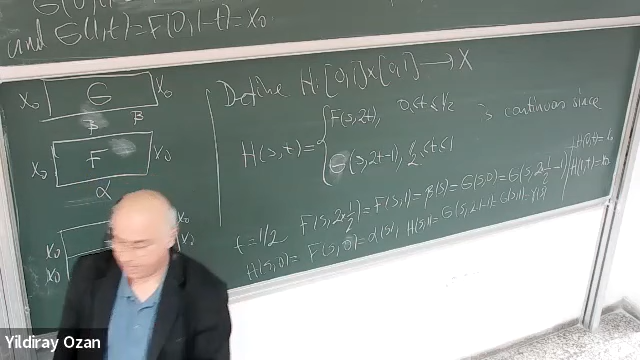 and G(1,t)=F(0,1-t)=x₀.
x₀ G x₀
β β
x₀ F x₀
α
x₀ x₀
x₀ x₀
Define H: [0,1]×[0,1] → X
H(s,t) = { F(s,2t), 0≤t≤1/2
G(s,2t-1), 1/2≤t≤1
is continuous since
t=1/2 F(s,2×1/2)=F(s,1)=β(s)=G(s,0)=G(s,2×1/2-1)
H(s,0)= F(s,0)=α(s), H(s,1)=G(s,2·1-1)=G(s,1)=γ(s)
H(0,t)=x₀
H(1,t)=x₀
Yildiray Ozan